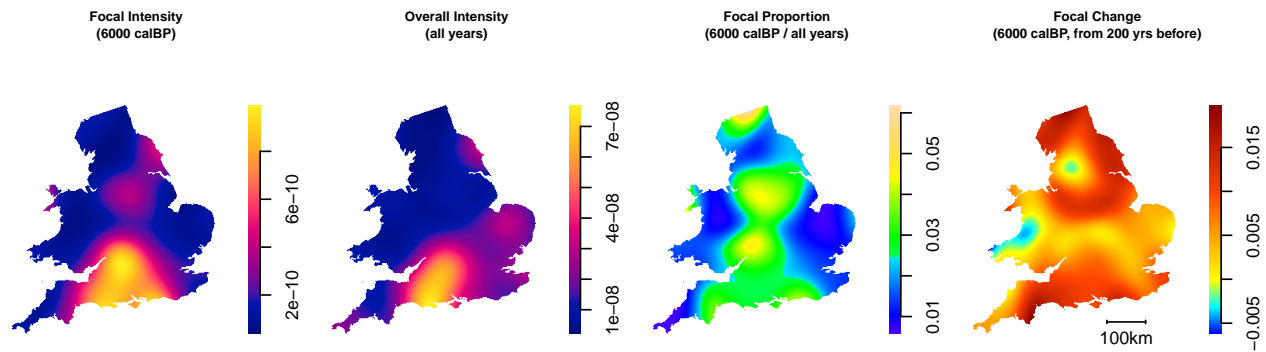 Focal Intensity
(6000 calBP)
Overall Intensity
(all years)
Focal Proportion
(6000 calBP / all years)
Focal Change
(6000 calBP, from 200 yrs before)
2e−10
6e−10
1e−08
4e−08
7e−08
0.01
0.03
0.05
−0.005
0.005
0.015
100km